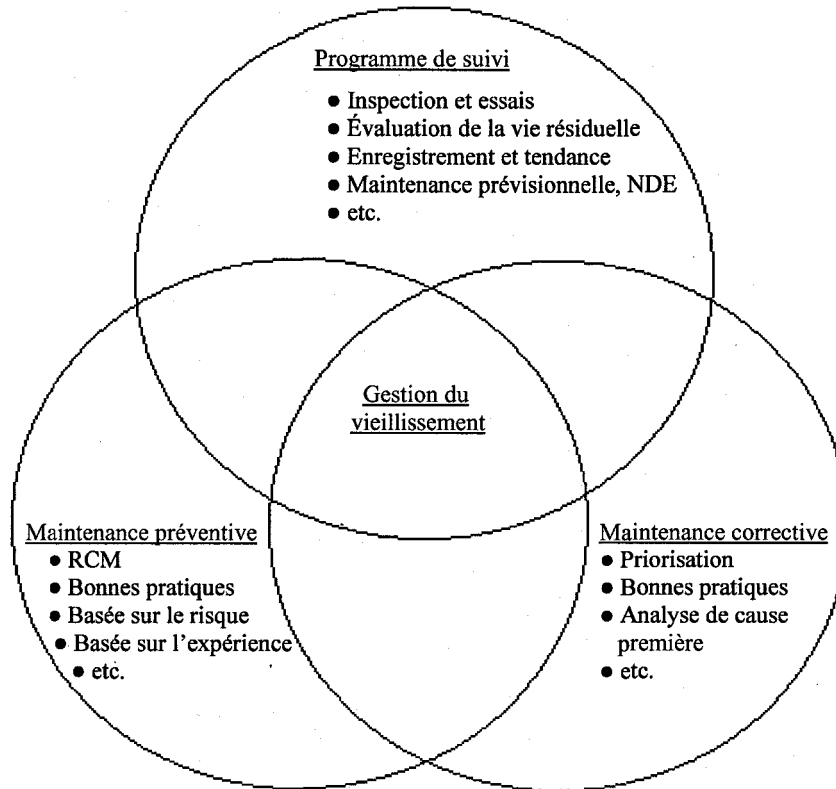 Programme de suivi
● Inspection et essais
● Évaluation de la vie résiduelle
● Enregistrement et tendance
● Maintenance prévisionnelle, NDE
● etc.
Gestion du
vieillissement
Maintenance préventive
● RCM
● Bonnes pratiques
● Basée sur le risque
● Basée sur l'expérience
● etc.
Maintenance corrective
● Priorisation
● Bonnes pratiques
● Analyse de cause
première
● etc.